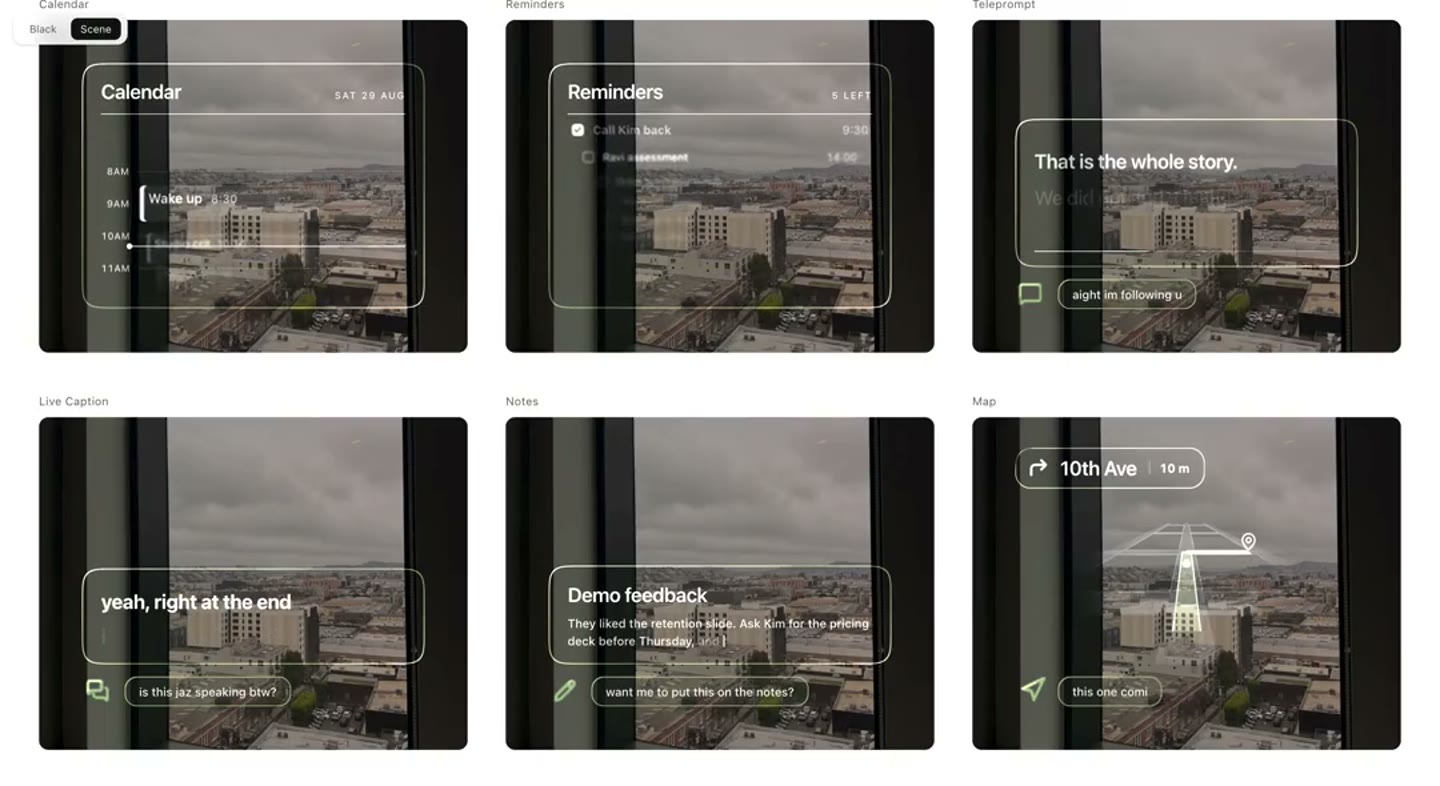 Calendar
Reminders
Teleprompt
Black
Scene
Calendar
SAT 29 AUG
8AM
9AM
10AM
11AM
Wake up 8:30
Reminders
5 LEFT
Call Kim back
9:30
Ravi assessment
14:00
That is the whole story.
We did
aight im following u
Live Caption
Notes
Map
yeah, right at the end
is this jaz speaking btw?
Demo feedback
They liked the retention slide. Ask Kim for the pricing
deck before Thursday, and
want me to put this on the notes?
10th Ave
10 m
this one comi